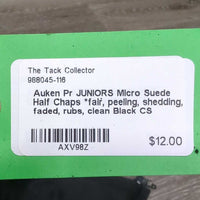 The Tack Collector
968045-116
Auken Pr JUNIORS Micro Suede
Half Chaps *fair, peeling, shedding,
faded, rubs, clean Black CS
$12.00
AXV98Z